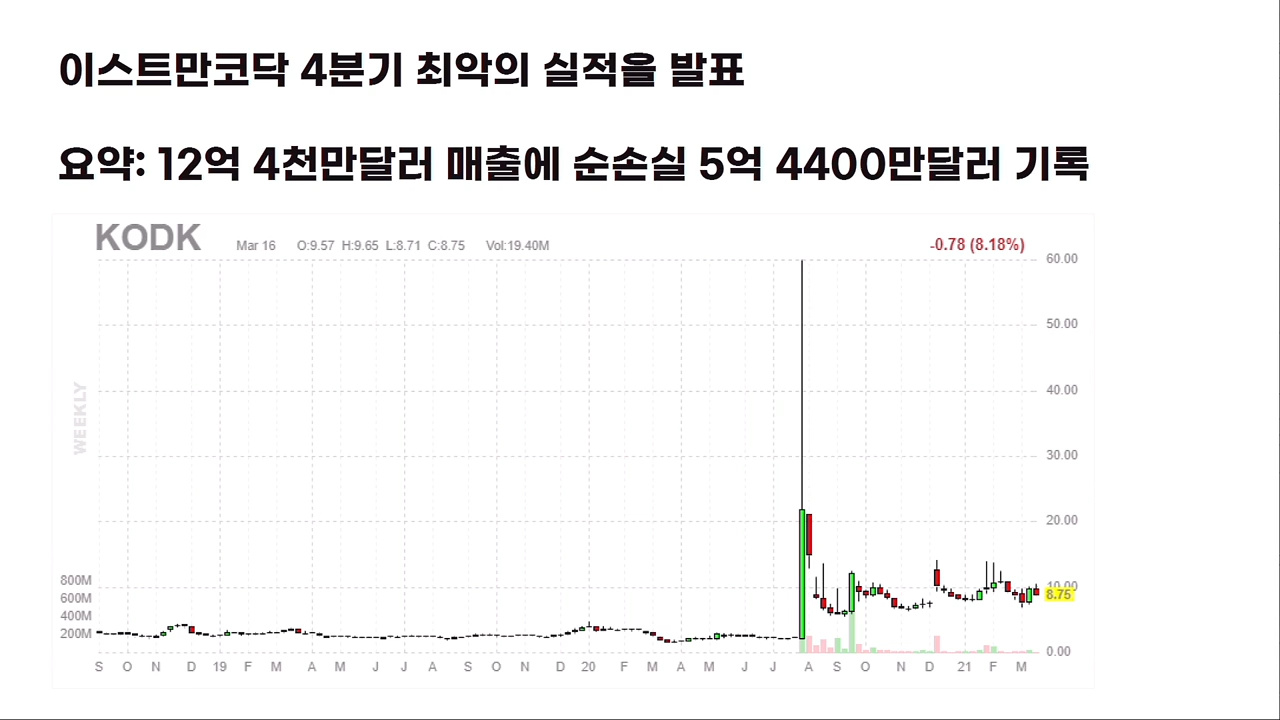 이스트만코닥 4분기 최악의 실적을 발표
요약: 12억 4천만달러 매출에 순손실 5억 4400만달러 기록
KODK Mar 16 O:9.57 H:9.65 L:8.71 C:8.75 Vol:19.40M -0.78 (8.18%)
60.00
50.00
40.00
WEEKLY
30.00
20.00
800M 10.00
8.75
600M
400M
200M
0.00
S O N D 19 F M A M J J A S O N D 20 F M A M J J A S O N D 21 F M